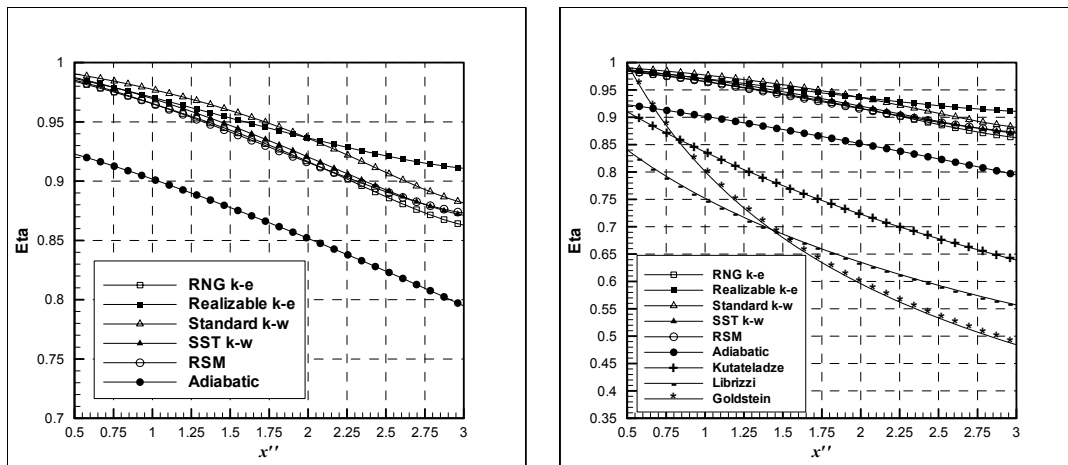 Eta
1
0.95
0.9
0.85
0.8
0.75
0.7
0.5
0.75
1
1.25
1.5
1.75
2
2.25
2.5
2.75
3
x''
RNG k-e
Realizable k-e
Standard k-w
SST k-w
RSM
Adiabatic
Eta
1
0.95
0.9
0.85
0.8
0.75
0.7
0.65
0.6
0.55
0.5
0.45
0.4
0.35
0.5
0.75
1
1.25
1.5
1.75
2
2.25
2.5
2.75
3
x''
RNG k-e
Realizable k-e
Standard k-w
SST k-w
RSM
Adiabatic
Kutateladze
Librizzi
Goldstein